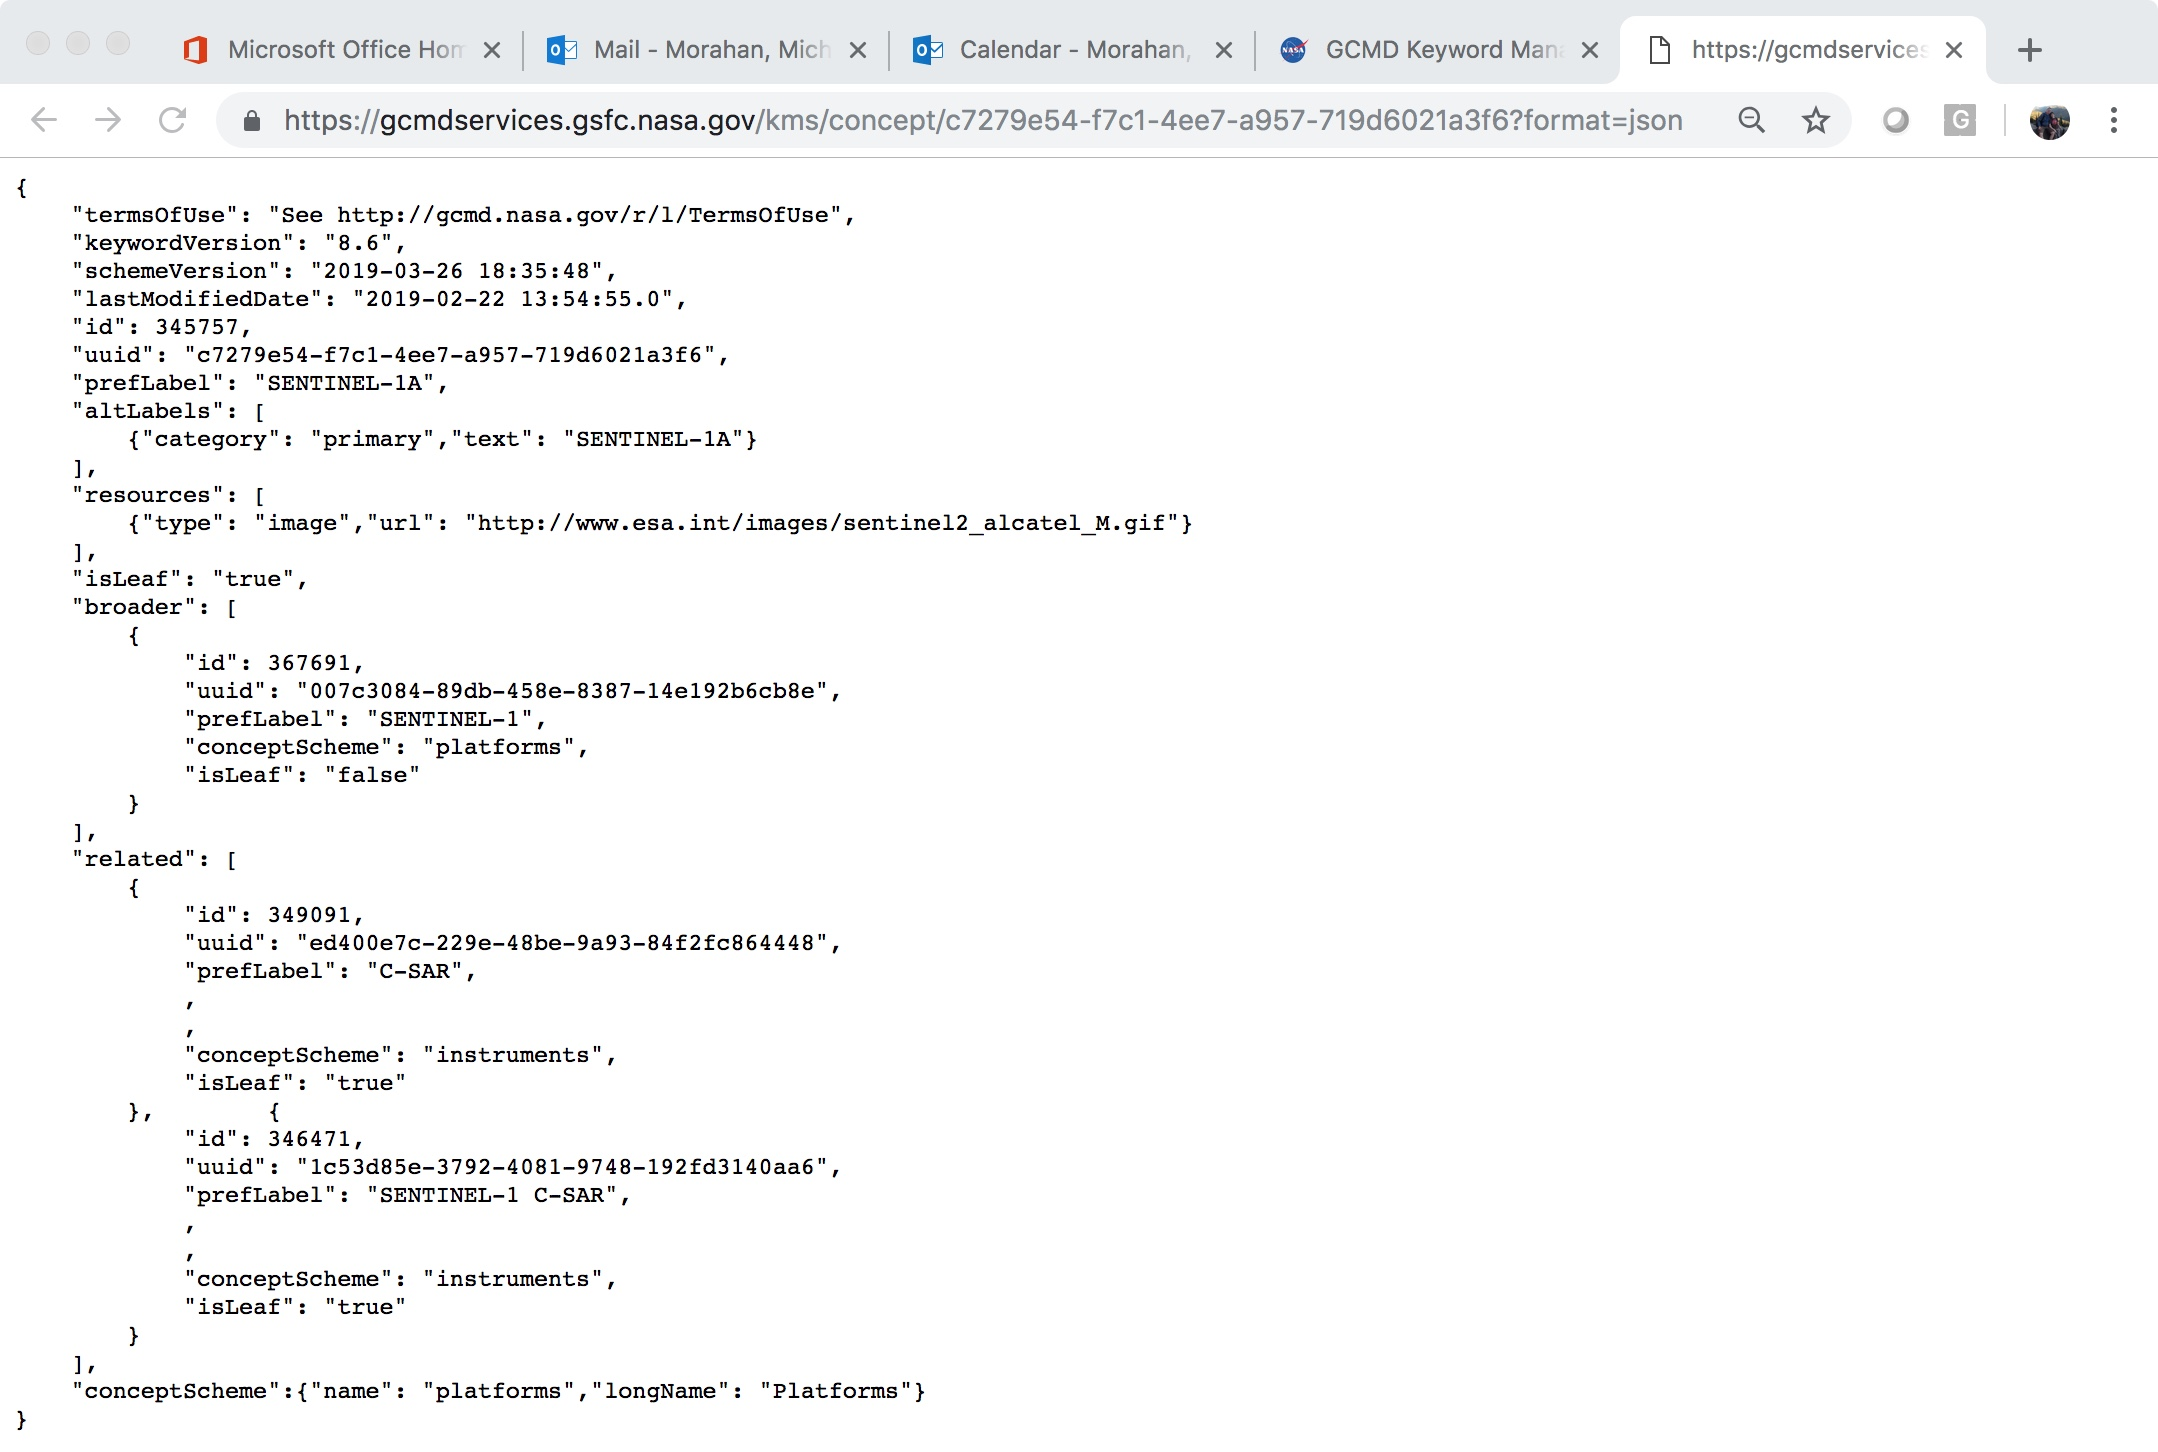 Microsoft Office Hom
Mail - Morahan, Mich
Calendar - Morahan,
NASA
GCMD Keyword Mana
https://gcmdservices
https://gcmdservices.gsfc.nasa.gov/kms/concept/c7279e54-f7c1-4ee7-a957-719d6021a3f6?format=json
G
{
"termsOfUse": "See http://gcmd.nasa.gov/r/l/TermsOfUse",
"keywordVersion": "8.6",
"schemeVersion": "2019-03-26 18:35:48",
"lastModifiedDate": "2019-02-22 13:54:55.0",
"id": 345757,
"uuid": "c7279e54-f7c1-4ee7-a957-719d6021a3f6",
"prefLabel": "SENTINEL-1A",
"altLabels": [
{"category": "primary","text": "SENTINEL-1A"}
],
"resources": [
{"type": "image","url": "http://www.esa.int/images/sentinel2_alcatel_M.gif"}
],
"isLeaf": "true",
"broader": [
{
"id": 367691,
"uuid": "007c3084-89db-458e-8387-14e192b6cb8e",
"prefLabel": "SENTINEL-1",
"conceptScheme": "platforms",
"isLeaf": "false"
}
],
"related": [
{
"id": 349091,
"uuid": "ed400e7c-229e-48be-9a93-84f2fc864448",
"prefLabel": "C-SAR",
,
,
"conceptScheme": "instruments",
"isLeaf": "true"
}, {
"id": 346471,
"uuid": "1c53d85e-3792-4081-9748-192fd3140aa6",
"prefLabel": "SENTINEL-1 C-SAR",
,
,
"conceptScheme": "instruments",
"isLeaf": "true"
}
],
"conceptScheme":{"name": "platforms","longName": "Platforms"}
}